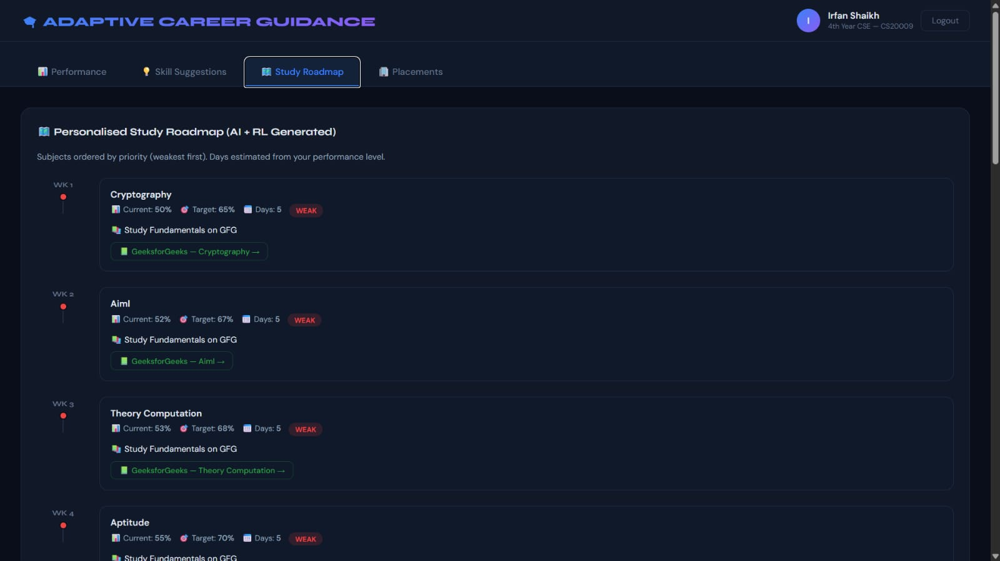 ADAPTIVE CAREER GUIDANCE
I
Irfan Shaikh
4th Year CSE — CS20009
Logout
Performance
Skill Suggestions
Study Roadmap
Placements
Personalised Study Roadmap (AI + RL Generated)
Subjects ordered by priority (weakest first). Days estimated from your performance level.
WK 1
Cryptography
Current: 50% Target: 65% Days: 5 WEAK
Study Fundamentals on GFG
GeeksforGeeks — Cryptography →
WK 2
Aiml
Current: 52% Target: 67% Days: 5 WEAK
Study Fundamentals on GFG
GeeksforGeeks — Aiml →
WK 3
Theory Computation
Current: 53% Target: 68% Days: 5 WEAK
Study Fundamentals on GFG
GeeksforGeeks — Theory Computation →
WK 4
Aptitude
Current: 55% Target: 70% Days: 5 WEAK
Study Fundamentals on GFG